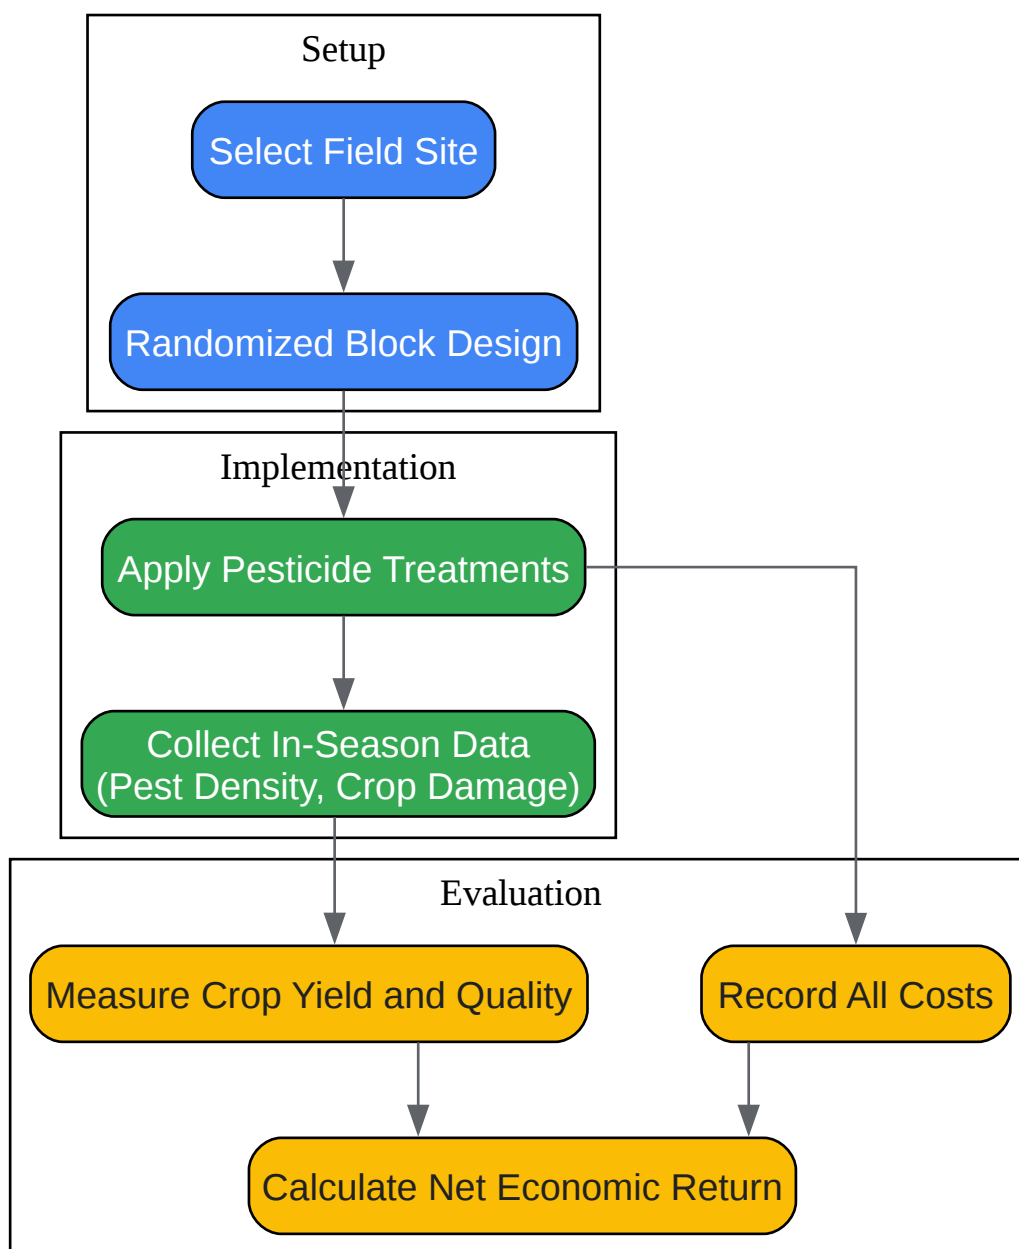 Setup
Select Field Site
Randomized Block Design
Implementation
Apply Pesticide Treatments
Collect In-Season Data
(Pest Density, Crop Damage)
Evaluation
Measure Crop Yield and Quality
Record All Costs
Calculate Net Economic Return